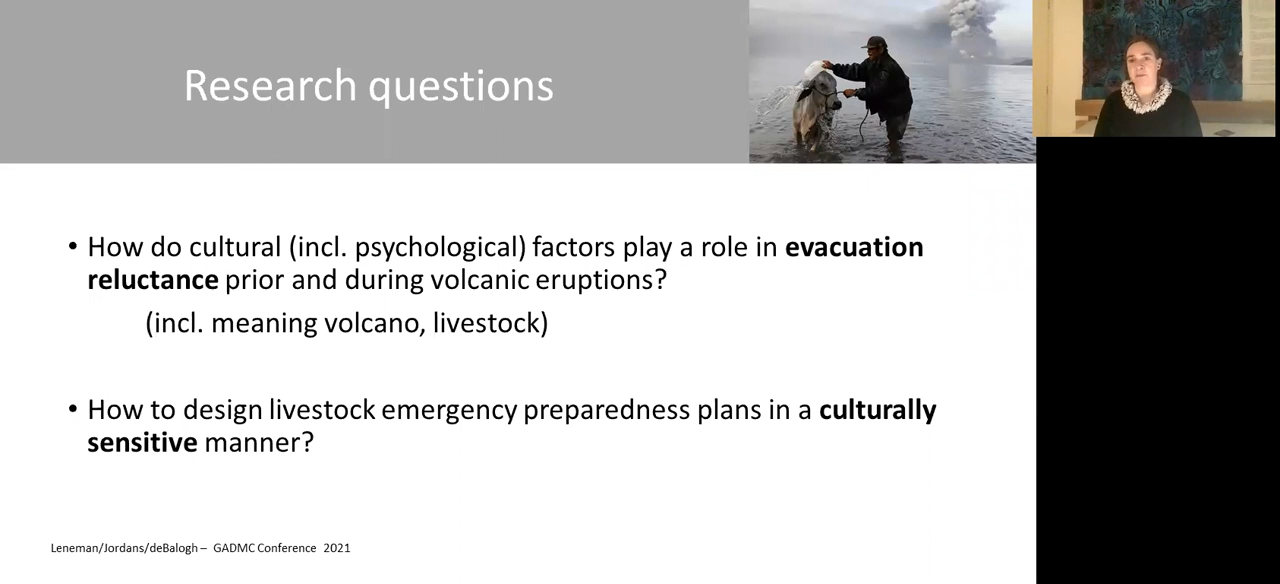 Research questions
• How do cultural (incl. psychological) factors play a role in evacuation
reluctance prior and during volcanic eruptions?
(incl. meaning volcano, livestock)
• How to design livestock emergency preparedness plans in a culturally
sensitive manner?
Leneman/Jordans/deBalogh – GADMC Conference 2021